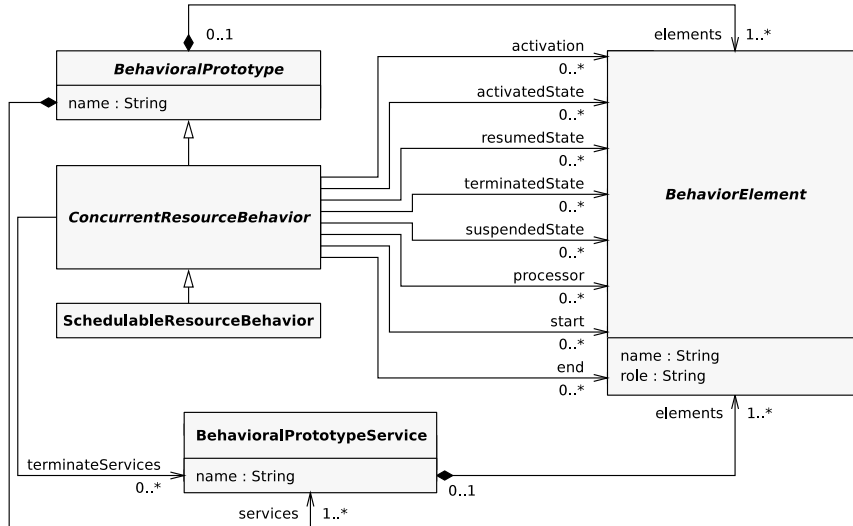 0..1
elements 1..*
BehavioralPrototype
name : String
activation
0..*
activatedState
0..*
resumedState
0..*
ConcurrentResourceBehavior
terminatedState
0..*
BehaviorElement
suspendedState
0..*
processor
0..*
SchedulableResourceBehavior
start
0..*
name : String
role : String
end
0..*
elements 1..*
BehavioralPrototypeService
terminateServices
0..*
name : String
0..1
services 1..*